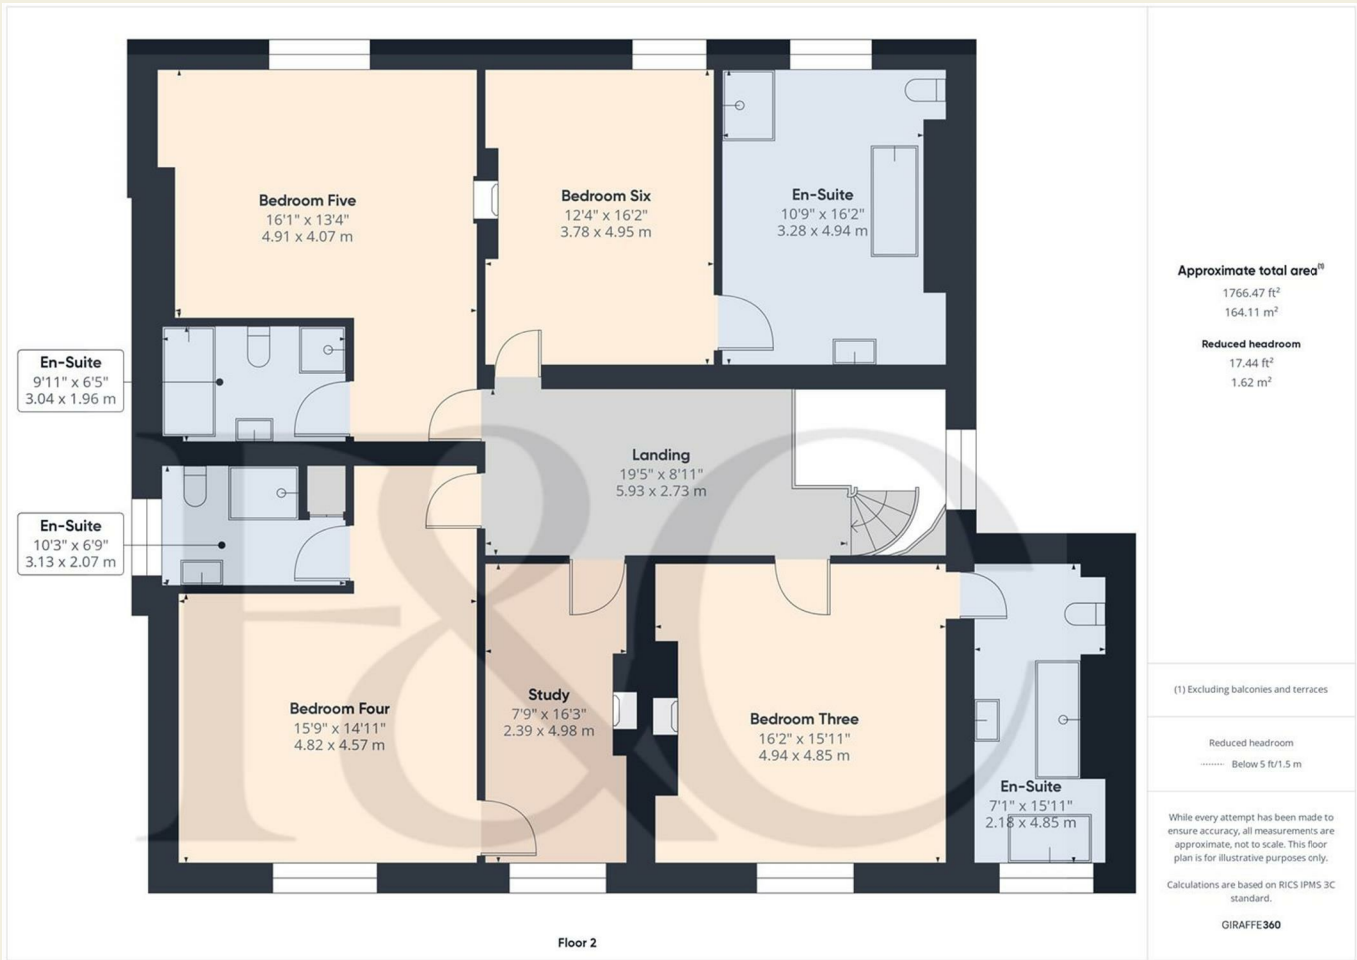 Bedroom Five
16'1" x 13'4"
4.91 x 4.07 m
Bedroom Six
12'4" x 16'2"
3.78 x 4.95 m
En-Suite
10'9" x 16'2"
3.28 x 4.94 m
En-Suite
9'11" x 6'5"
3.04 x 1.96 m
Landing
19'5" x 8'11"
5.93 x 2.73 m
En-Suite
10'3" x 6'9"
3.13 x 2.07 m
Bedroom Four
15'9" x 14'11"
4.82 x 4.57 m
Study
7'9" x 16'3"
2.39 x 4.98 m
Bedroom Three
16'2" x 15'11"
4.94 x 4.85 m
En-Suite
7'1" x 15'11"
2.18 x 4.85 m
F&C
Floor 2
Approximate total area(1)
1766.47 ft²
164.11 m²
Reduced headroom
17.44 ft²
1.62 m²
(1) Excluding balconies and terraces
Reduced headroom
Below 5 ft/1.5 m
While every attempt has been made to
ensure accuracy, all measurements are
approximate, not to scale. This floor
plan is for illustrative purposes only.
Calculations are based on RICS IPMS 3C
standard.
GIRAFFE360